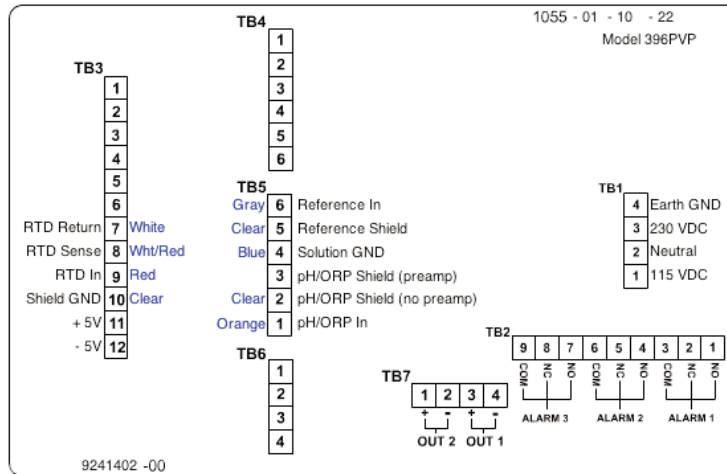 1055 - 01 - 10 - 22
Model 396PVP
TB4
1
2
3
4
5
6
TB3
1
2
3
4
5
6
RTD Return 7 White
RTD Sense 8 Wht/Red
RTD In 9 Red
Shield GND 10 Clear
+ 5V 11
- 5V 12
TB5
Gray 6 Reference In
Clear 5 Reference Shield
Blue 4 Solution GND
3 pH/ORP Shield (preamp)
Clear 2 pH/ORP Shield (no preamp)
Orange 1 pH/ORP In
TB1
4 Earth GND
3 230 VDC
2 Neutral
1 115 VDC
TB6
1
2
3
4
TB7
1 2 3 4
+ - + -
OUT 2 OUT 1
TB2
9 8 7 6 5 4 3 2 1
COM NC NO COM NC NO COM NC NO
ALARM 3 ALARM 2 ALARM 1
9241402 -00